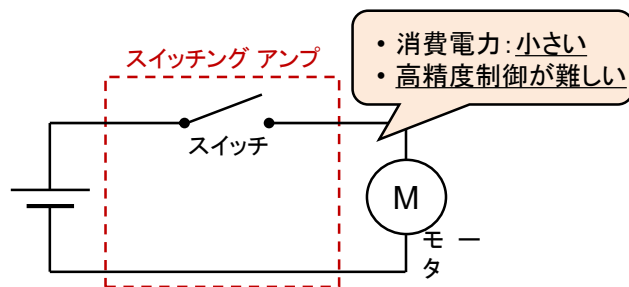 スイッチング アンプ
• 消費電力：小さい
• 高精度制御が難しい
スイッチ
M
モー
タ